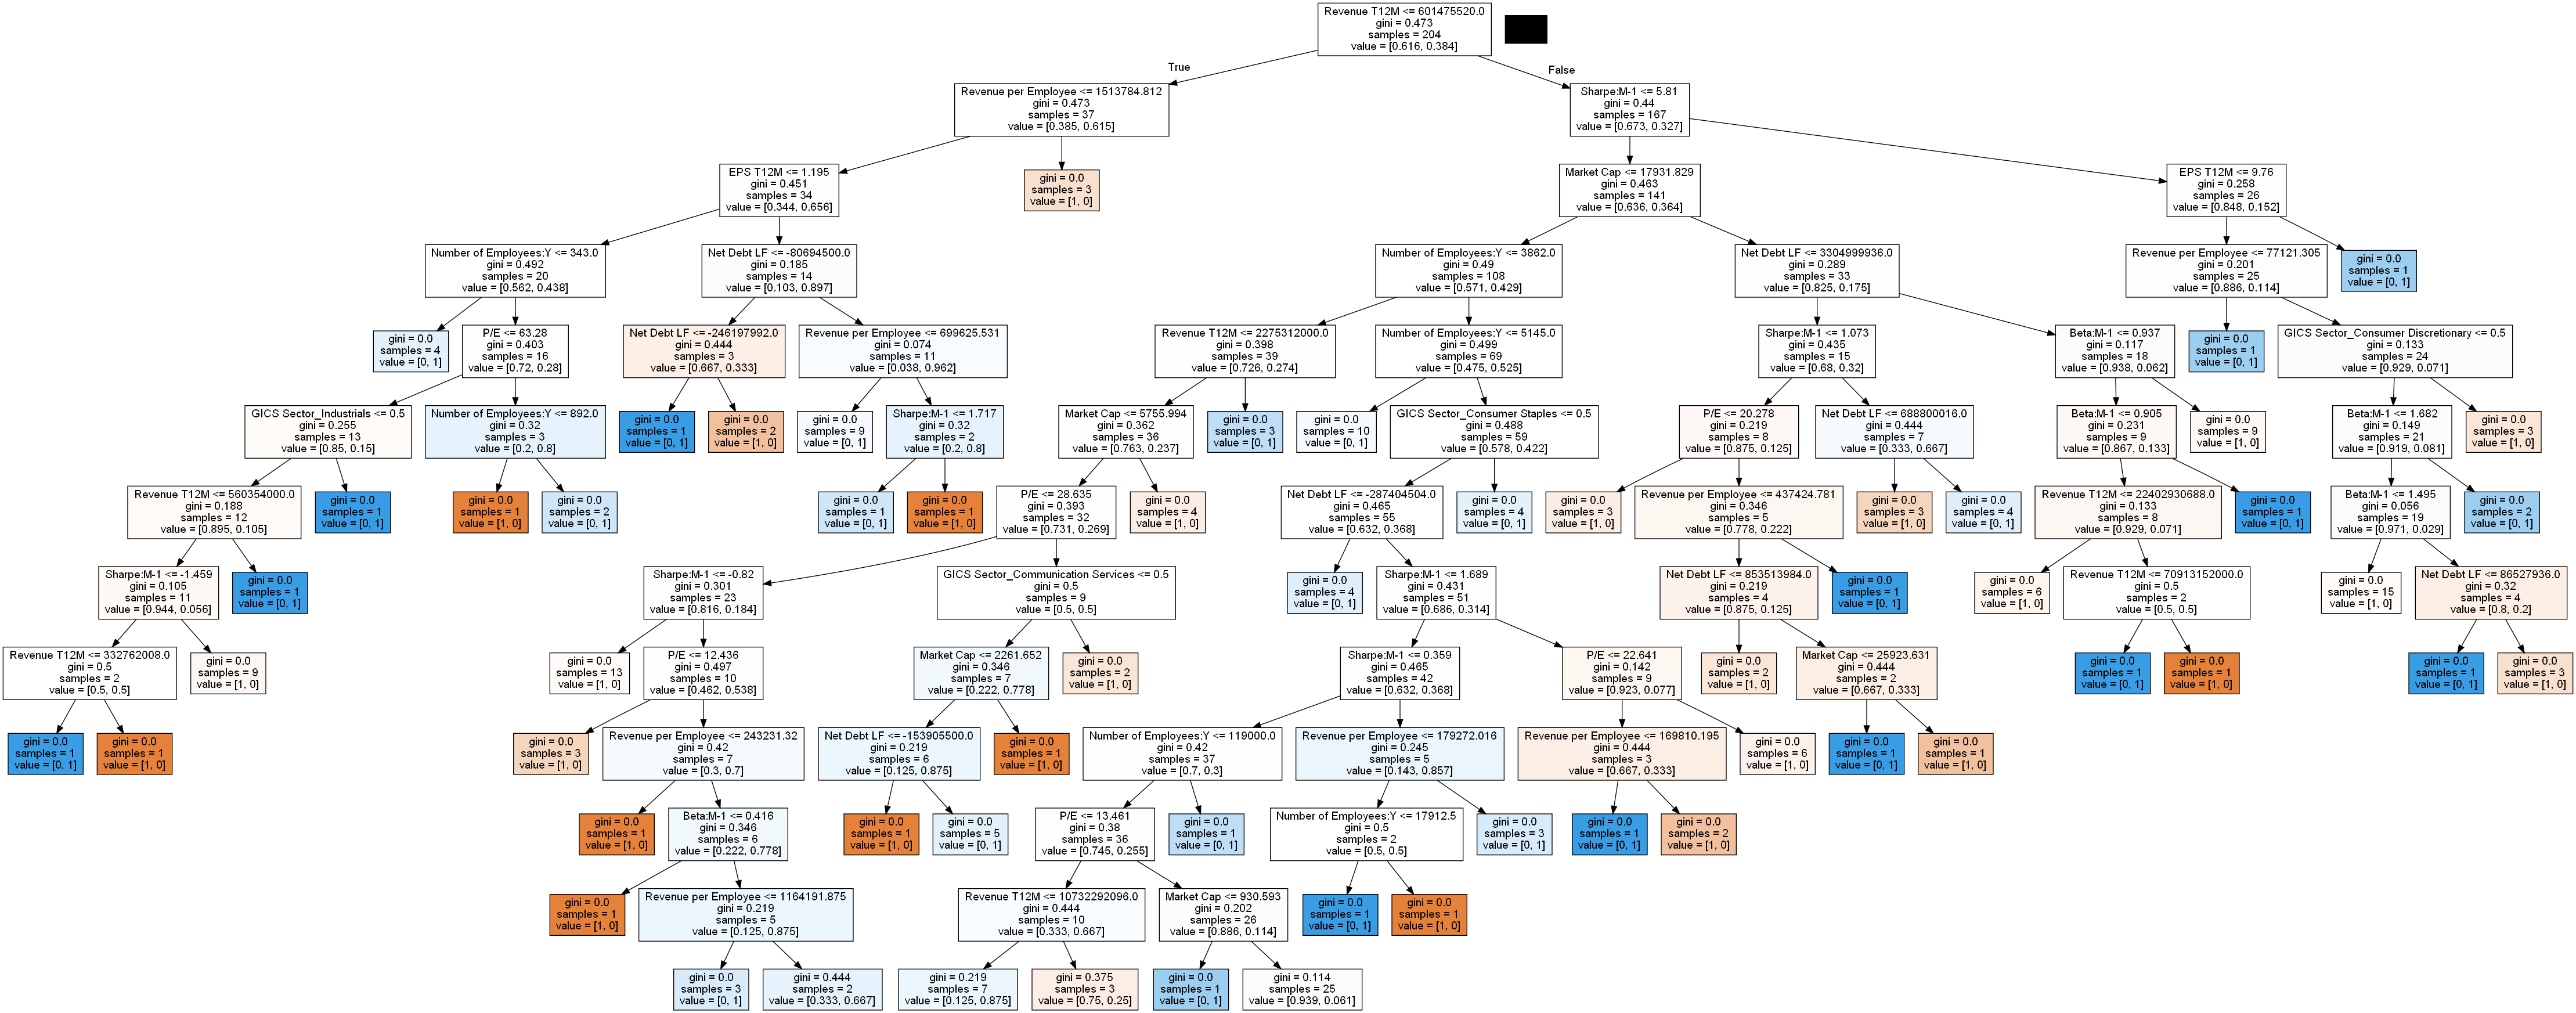 Revenue T12M <= 601475520.0
gini = 0.473
samples = 204
value = [0.616, 0.384]
True
False
Revenue per Employee <= 1513784.812
gini = 0.473
samples = 37
value = [0.385, 0.615]
Sharpe:M-1 <= 5.81
gini = 0.44
samples = 167
value = [0.673, 0.327]
EPS T12M <= 1.195
gini = 0.451
samples = 34
value = [0.344, 0.656]
gini = 0.0
samples = 3
value = [1, 0]
Market Cap <= 17931.829
gini = 0.463
samples = 141
value = [0.636, 0.364]
EPS T12M <= 9.76
gini = 0.258
samples = 26
value = [0.848, 0.152]
Number of Employees:Y <= 343.0
gini = 0.492
samples = 20
value = [0.562, 0.438]
Net Debt LF <= -80694500.0
gini = 0.185
samples = 14
value = [0.103, 0.897]
Number of Employees:Y <= 3862.0
gini = 0.49
samples = 108
value = [0.571, 0.429]
Net Debt LF <= 3304999936.0
gini = 0.289
samples = 33
value = [0.825, 0.175]
Revenue per Employee <= 77121.305
gini = 0.201
samples = 25
value = [0.886, 0.114]
gini = 0.0
samples = 1
value = [0, 1]
gini = 0.0
samples = 4
value = [0, 1]
P/E <= 63.28
gini = 0.403
samples = 16
value = [0.72, 0.28]
Net Debt LF <= -246197992.0
gini = 0.444
samples = 3
value = [0.667, 0.333]
Revenue per Employee <= 699625.531
gini = 0.074
samples = 11
value = [0.038, 0.962]
Revenue T12M <= 2275312000.0
gini = 0.398
samples = 39
value = [0.726, 0.274]
Number of Employees:Y <= 5145.0
gini = 0.499
samples = 69
value = [0.475, 0.525]
Sharpe:M-1 <= 1.073
gini = 0.435
samples = 15
value = [0.68, 0.32]
Beta:M-1 <= 0.937
gini = 0.117
samples = 18
value = [0.938, 0.062]
gini = 0.0
samples = 1
value = [0, 1]
GICS Sector_Consumer Discretionary <= 0.5
gini = 0.133
samples = 24
value = [0.929, 0.071]
GICS Sector_Industrials <= 0.5
gini = 0.255
samples = 13
value = [0.85, 0.15]
Number of Employees:Y <= 892.0
gini = 0.32
samples = 3
value = [0.2, 0.8]
gini = 0.0
samples = 1
value = [0, 1]
gini = 0.0
samples = 2
value = [1, 0]
gini = 0.0
samples = 9
value = [0, 1]
Sharpe:M-1 <= 1.717
gini = 0.32
samples = 2
value = [0.2, 0.8]
Market Cap <= 5755.994
gini = 0.362
samples = 36
value = [0.763, 0.237]
gini = 0.0
samples = 3
value = [0, 1]
gini = 0.0
samples = 10
value = [0, 1]
GICS Sector_Consumer Staples <= 0.5
gini = 0.488
samples = 59
value = [0.578, 0.422]
P/E <= 20.278
gini = 0.219
samples = 8
value = [0.875, 0.125]
Net Debt LF <= 688800016.0
gini = 0.444
samples = 7
value = [0.333, 0.667]
Beta:M-1 <= 0.905
gini = 0.231
samples = 9
value = [0.867, 0.133]
gini = 0.0
samples = 9
value = [1, 0]
Beta:M-1 <= 1.682
gini = 0.149
samples = 21
value = [0.919, 0.081]
gini = 0.0
samples = 3
value = [1, 0]
Revenue T12M <= 560354000.0
gini = 0.188
samples = 12
value = [0.895, 0.105]
gini = 0.0
samples = 1
value = [0, 1]
gini = 0.0
samples = 1
value = [1, 0]
gini = 0.0
samples = 2
value = [0, 1]
gini = 0.0
samples = 1
value = [0, 1]
gini = 0.0
samples = 1
value = [1, 0]
P/E <= 28.635
gini = 0.393
samples = 32
value = [0.731, 0.269]
gini = 0.0
samples = 4
value = [1, 0]
Net Debt LF <= -287404504.0
gini = 0.465
samples = 55
value = [0.632, 0.368]
gini = 0.0
samples = 4
value = [0, 1]
gini = 0.0
samples = 3
value = [1, 0]
Revenue per Employee <= 437424.781
gini = 0.346
samples = 5
value = [0.778, 0.222]
gini = 0.0
samples = 3
value = [1, 0]
gini = 0.0
samples = 4
value = [0, 1]
Revenue T12M <= 22402930688.0
gini = 0.133
samples = 8
value = [0.929, 0.071]
gini = 0.0
samples = 1
value = [0, 1]
Beta:M-1 <= 1.495
gini = 0.056
samples = 19
value = [0.971, 0.029]
gini = 0.0
samples = 2
value = [0, 1]
Sharpe:M-1 <= -1.459
gini = 0.105
samples = 11
value = [0.944, 0.056]
gini = 0.0
samples = 1
value = [0, 1]
Sharpe:M-1 <= -0.82
gini = 0.301
samples = 23
value = [0.816, 0.184]
GICS Sector_Communication Services <= 0.5
gini = 0.5
samples = 9
value = [0.5, 0.5]
gini = 0.0
samples = 4
value = [0, 1]
Sharpe:M-1 <= 1.689
gini = 0.431
samples = 51
value = [0.686, 0.314]
Net Debt LF <= 853513984.0
gini = 0.219
samples = 4
value = [0.875, 0.125]
gini = 0.0
samples = 1
value = [0, 1]
gini = 0.0
samples = 6
value = [1, 0]
Revenue T12M <= 70913152000.0
gini = 0.5
samples = 2
value = [0.5, 0.5]
gini = 0.0
samples = 15
value = [1, 0]
Net Debt LF <= 86527936.0
gini = 0.32
samples = 4
value = [0.8, 0.2]
Revenue T12M <= 332762008.0
gini = 0.5
samples = 2
value = [0.5, 0.5]
gini = 0.0
samples = 9
value = [1, 0]
gini = 0.0
samples = 13
value = [1, 0]
P/E <= 12.436
gini = 0.497
samples = 10
value = [0.462, 0.538]
Market Cap <= 2261.652
gini = 0.346
samples = 7
value = [0.222, 0.778]
gini = 0.0
samples = 2
value = [1, 0]
Sharpe:M-1 <= 0.359
gini = 0.465
samples = 42
value = [0.632, 0.368]
P/E <= 22.641
gini = 0.142
samples = 9
value = [0.923, 0.077]
gini = 0.0
samples = 2
value = [1, 0]
Market Cap <= 25923.631
gini = 0.444
samples = 2
value = [0.667, 0.333]
gini = 0.0
samples = 1
value = [0, 1]
gini = 0.0
samples = 1
value = [1, 0]
gini = 0.0
samples = 1
value = [0, 1]
gini = 0.0
samples = 3
value = [1, 0]
gini = 0.0
samples = 1
value = [0, 1]
gini = 0.0
samples = 1
value = [1, 0]
gini = 0.0
samples = 3
value = [1, 0]
Revenue per Employee <= 243231.32
gini = 0.42
samples = 7
value = [0.3, 0.7]
Net Debt LF <= -153905500.0
gini = 0.219
samples = 6
value = [0.125, 0.875]
gini = 0.0
samples = 1
value = [1, 0]
Number of Employees:Y <= 119000.0
gini = 0.42
samples = 37
value = [0.7, 0.3]
Revenue per Employee <= 179272.016
gini = 0.245
samples = 5
value = [0.143, 0.857]
Revenue per Employee <= 169810.195
gini = 0.444
samples = 3
value = [0.667, 0.333]
gini = 0.0
samples = 6
value = [1, 0]
gini = 0.0
samples = 1
value = [0, 1]
gini = 0.0
samples = 1
value = [1, 0]
gini = 0.0
samples = 1
value = [1, 0]
Beta:M-1 <= 0.416
gini = 0.346
samples = 6
value = [0.222, 0.778]
gini = 0.0
samples = 1
value = [1, 0]
gini = 0.0
samples = 5
value = [0, 1]
P/E <= 13.461
gini = 0.38
samples = 36
value = [0.745, 0.255]
gini = 0.0
samples = 1
value = [0, 1]
Number of Employees:Y <= 17912.5
gini = 0.5
samples = 2
value = [0.5, 0.5]
gini = 0.0
samples = 3
value = [0, 1]
gini = 0.0
samples = 1
value = [0, 1]
gini = 0.0
samples = 2
value = [1, 0]
gini = 0.0
samples = 1
value = [1, 0]
Revenue per Employee <= 1164191.875
gini = 0.219
samples = 5
value = [0.125, 0.875]
Revenue T12M <= 10732292096.0
gini = 0.444
samples = 10
value = [0.333, 0.667]
Market Cap <= 930.593
gini = 0.202
samples = 26
value = [0.886, 0.114]
gini = 0.0
samples = 1
value = [0, 1]
gini = 0.0
samples = 1
value = [1, 0]
gini = 0.0
samples = 3
value = [0, 1]
gini = 0.444
samples = 2
value = [0.333, 0.667]
gini = 0.219
samples = 7
value = [0.125, 0.875]
gini = 0.375
samples = 3
value = [0.75, 0.25]
gini = 0.0
samples = 1
value = [0, 1]
gini = 0.114
samples = 25
value = [0.939, 0.061]